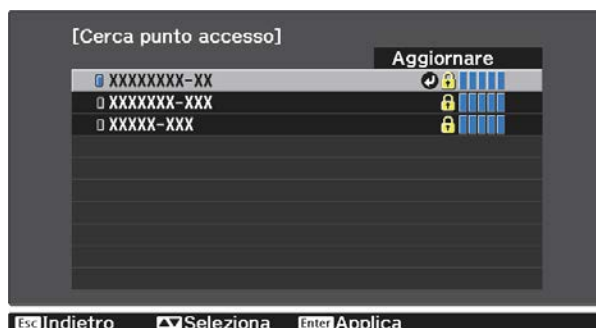 [Cerca punto accesso]
Aggiornare
XXXXXXXX-XX
XXXXXXX-XXX
XXXXX-XXX
Esc Indietro Seleziona Enter Applica